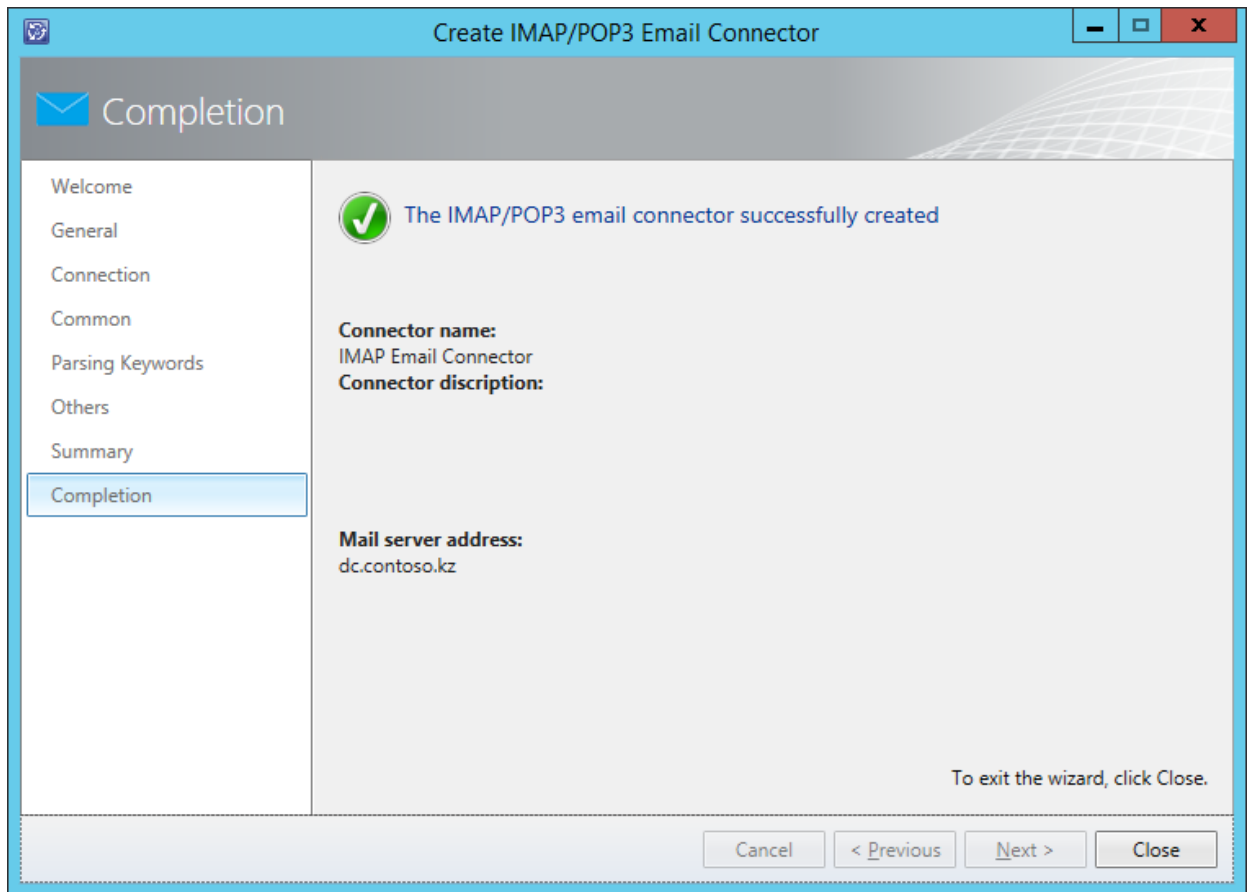 Create IMAP/POP3 Email Connector
Completion
Welcome
General
Connection
Common
Parsing Keywords
Others
Summary
Completion
The IMAP/POP3 email connector successfully created
Connector name:
IMAP Email Connector
Connector discription:
Mail server address:
dc.contoso.kz
To exit the wizard, click Close.
Cancel
< Previous
Next >
Close